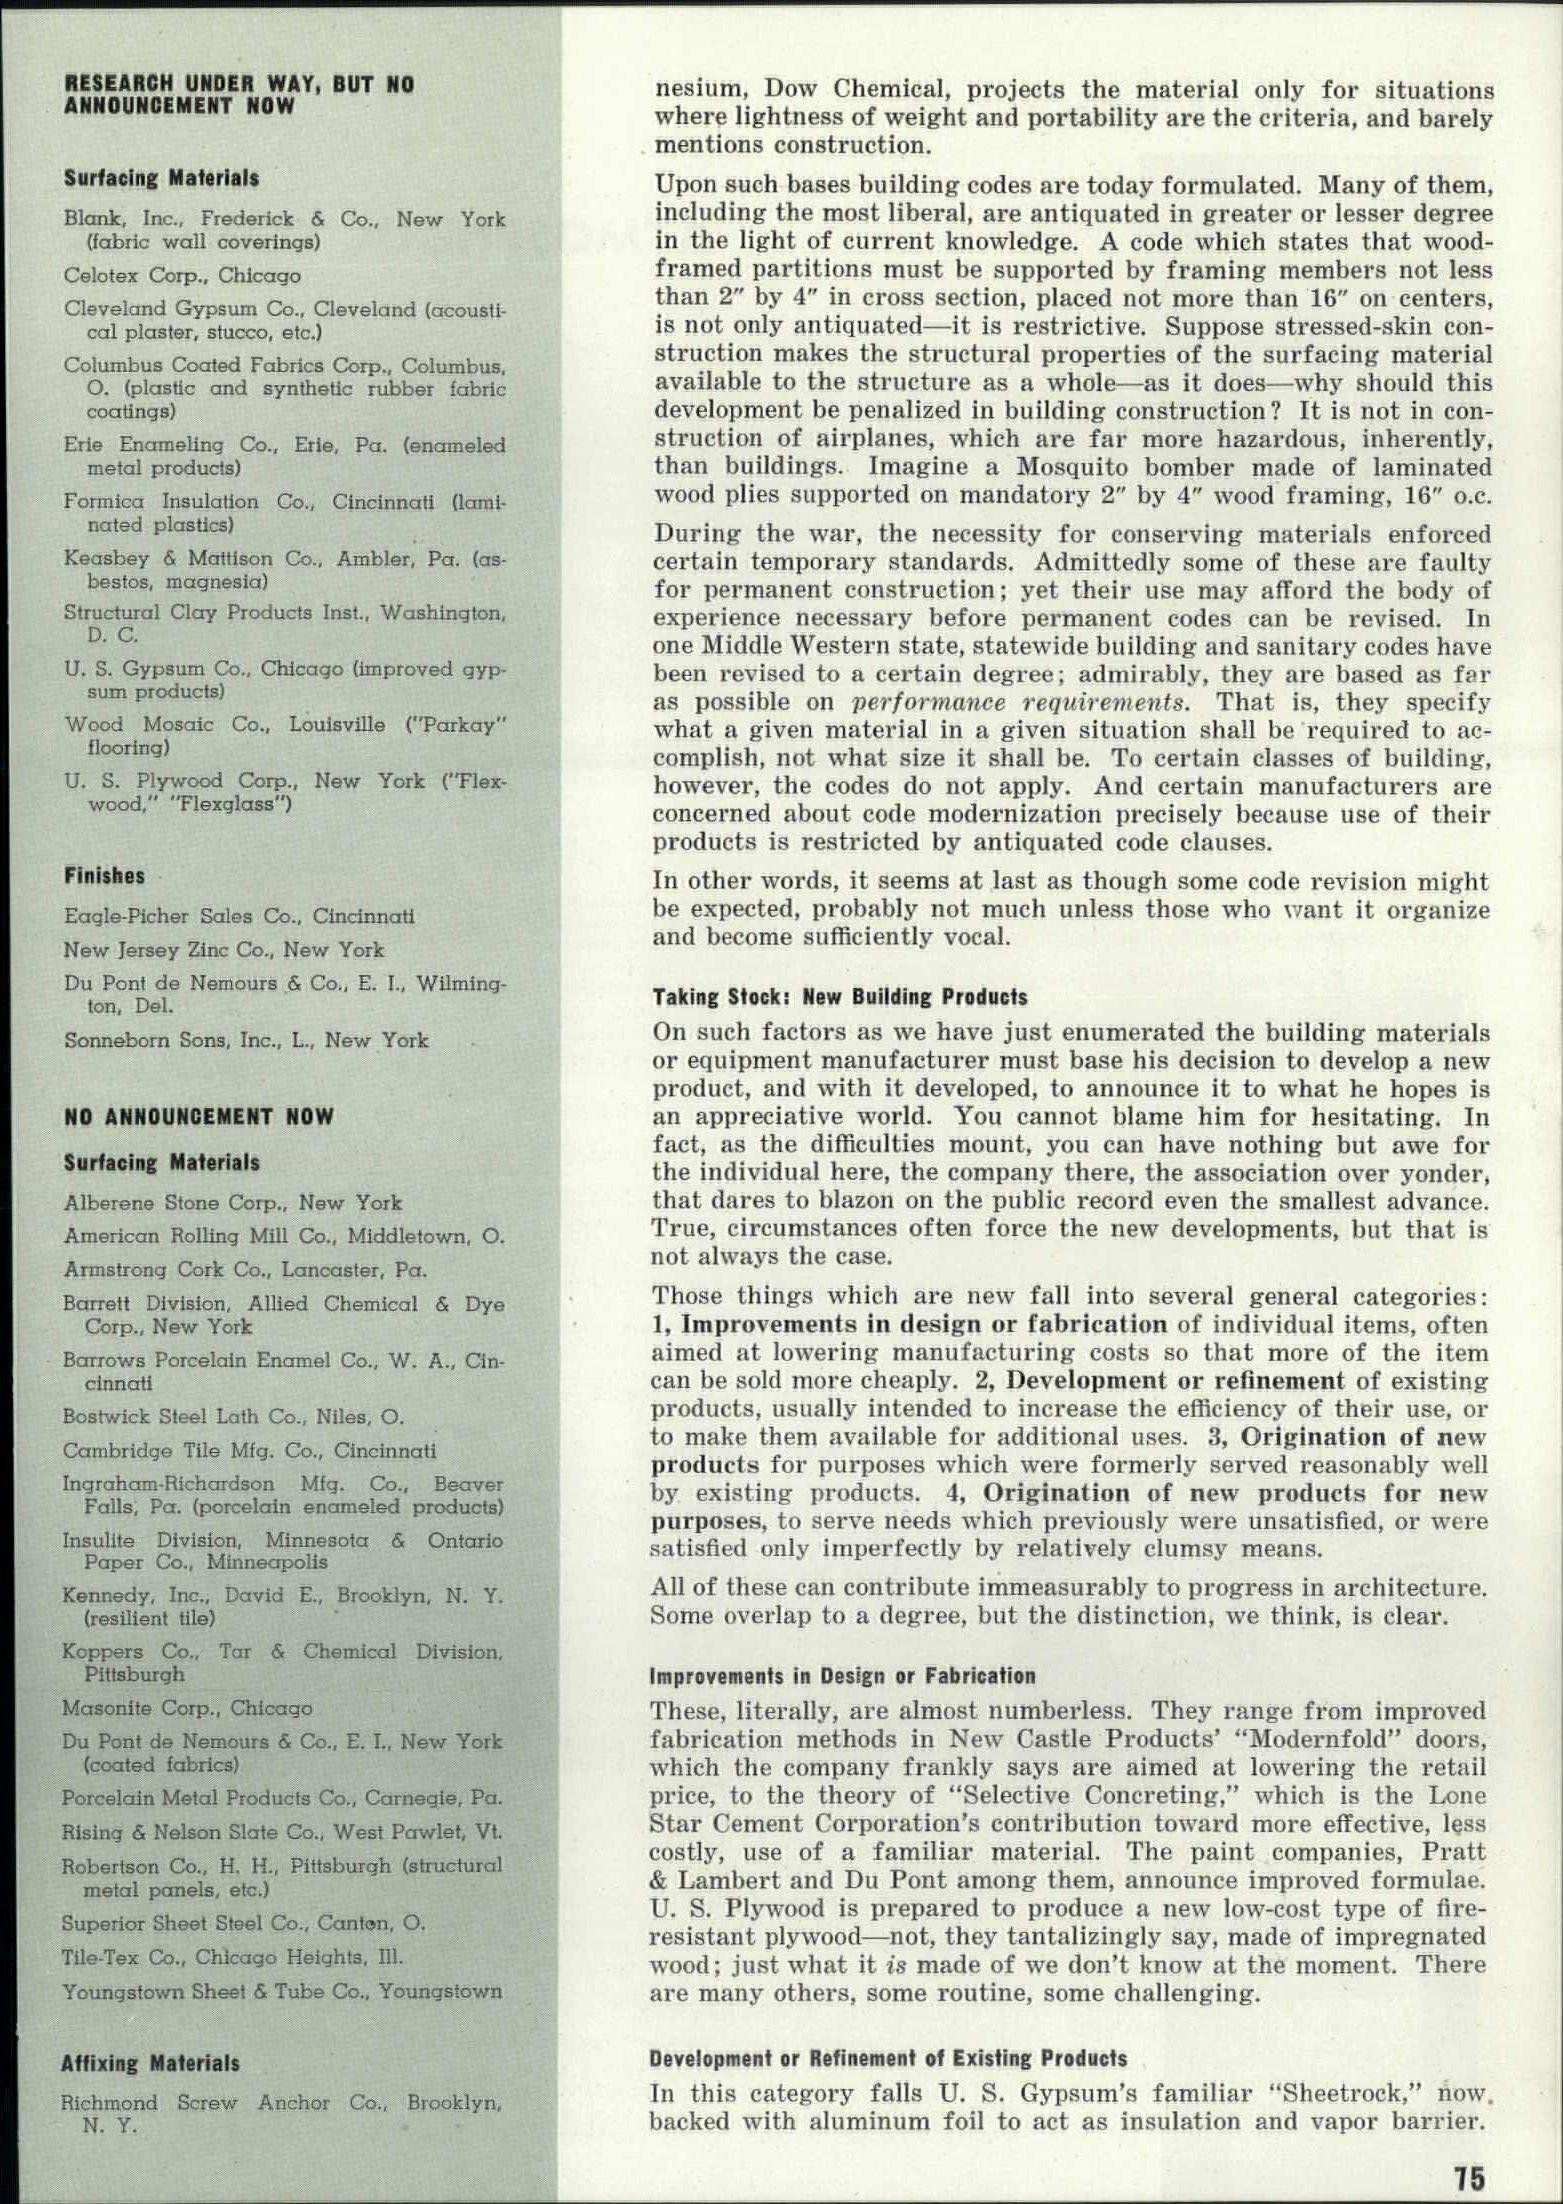 RESEARCH UNDER WAY, BUT NO
ANNOUNCEMENT NOW
Surfacing Materials
Blank, Inc., Frederick & Co., New York
(fabric wall coverings)
Celotex Corp., Chicago
Cleveland Gypsum Co., Cleveland (acousti-
cal plaster, stucco, etc.)
Columbus Coated Fabrics Corp., Columbus,
O. (plastic and synthetic rubber fabric
coatings)
Erie Enameling Co., Erie, Pa. (enameled
metal products)
Formica Insulation Co., Cincinnati (lami-
nated plastics)
Keasbey & Mattison Co., Ambler, Pa. (as-
bestos, magnesia)
Structural Clay Products Inst., Washington,
D. C.
U. S. Gypsum Co., Chicago (improved gyp-
sum products)
Wood Mosaic Co., Louisville ("Parkay"
flooring)
U. S. Plywood Corp., New York ("Flex-
wood," "Flexglass")
Finishes
Eagle-Picher Sales Co., Cincinnati
New Jersey Zinc Co., New York
Du Pont de Nemours & Co., E. I., Wilming-
ton, Del.
Sonneborn Sons, Inc., L., New York
NO ANNOUNCEMENT NOW
Surfacing Materials
Alberene Stone Corp., New York
American Rolling Mill Co., Middletown, O.
Armstrong Cork Co., Lancaster, Pa.
Barrett Division, Allied Chemical & Dye
Corp., New York
Barrows Porcelain Enamel Co., W. A., Cin-
cinnati
Bostwick Steel Lath Co., Niles, O.
Cambridge Tile Mfg. Co., Cincinnati
Ingraham-Richardson Mfg. Co., Beaver
Falls, Pa. (porcelain enameled products)
Insulite Division, Minnesota & Ontario
Paper Co., Minneapolis
Kennedy, Inc., David E., Brooklyn, N. Y.
(resilient tile)
Koppers Co., Tar & Chemical Division,
Pittsburgh
Masonite Corp., Chicago
Du Pont de Nemours & Co., E. I., New York
(coated fabrics)
Porcelain Metal Products Co., Carnegie, Pa.
Rising & Nelson Slate Co., West Pawlet, Vt.
Robertson Co., H. H., Pittsburgh (structural
metal panels, etc.)
Superior Sheet Steel Co., Canton, O.
Tile-Tex Co., Chicago Heights, Ill.
Youngstown Sheet & Tube Co., Youngstown
Affixing Materials
Richmond Screw Anchor Co., Brooklyn,
N. Y.
nesium, Dow Chemical, projects the material only for situations
where lightness of weight and portability are the criteria, and barely
mentions construction.
Upon such bases building codes are today formulated. Many of them,
including the most liberal, are antiquated in greater or lesser degree
in the light of current knowledge. A code which states that wood-
framed partitions must be supported by framing members not less
than 2″ by 4″ in cross section, placed not more than 16″ on centers,
is not only antiquated—it is restrictive. Suppose stressed-skin con-
struction makes the structural properties of the surfacing material
available to the structure as a whole—as it does—why should this
development be penalized in building construction? It is not in con-
struction of airplanes, which are far more hazardous, inherently,
than buildings. Imagine a Mosquito bomber made of laminated
wood plies supported on mandatory 2″ by 4″ wood framing, 16″ o.c.
During the war, the necessity for conserving materials enforced
certain temporary standards. Admittedly some of these are faulty
for permanent construction; yet their use may afford the body of
experience necessary before permanent codes can be revised. In
one Middle Western state, statewide building and sanitary codes have
been revised to a certain degree; admirably, they are based as far
as possible on performance requirements. That is, they specify
what a given material in a given situation shall be required to ac-
complish, not what size it shall be. To certain classes of building,
however, the codes do not apply. And certain manufacturers are
concerned about code modernization precisely because use of their
products is restricted by antiquated code clauses.
In other words, it seems at last as though some code revision might
be expected, probably not much unless those who want it organize
and become sufficiently vocal.
Taking Stock: New Building Products
On such factors as we have just enumerated the building materials
or equipment manufacturer must base his decision to develop a new
product, and with it developed, to announce it to what he hopes is
an appreciative world. You cannot blame him for hesitating. In
fact, as the difficulties mount, you can have nothing but awe for
the individual here, the company there, the association over yonder,
that dares to blazon on the public record even the smallest advance.
True, circumstances often force the new developments, but that is
not always the case.
Those things which are new fall into several general categories:
1, Improvements in design or fabrication of individual items, often
aimed at lowering manufacturing costs so that more of the item
can be sold more cheaply. 2, Development or refinement of existing
products, usually intended to increase the efficiency of their use, or
to make them available for additional uses. 3, Origination of new
products for purposes which were formerly served reasonably well
by existing products. 4, Origination of new products for new
purposes, to serve needs which previously were unsatisfied, or were
satisfied only imperfectly by relatively clumsy means.
All of these can contribute immeasurably to progress in architecture.
Some overlap to a degree, but the distinction, we think, is clear.
Improvements in Design or Fabrication
These, literally, are almost numberless. They range from improved
fabrication methods in New Castle Products' "Modernfold" doors,
which the company frankly says are aimed at lowering the retail
price, to the theory of "Selective Concreting," which is the Lone
Star Cement Corporation's contribution toward more effective, less
costly, use of a familiar material. The paint companies, Pratt
& Lambert and Du Pont among them, announce improved formulae.
U. S. Plywood is prepared to produce a new low-cost type of fire-
resistant plywood—not, they tantalizingly say, made of impregnated
wood; just what it is made of we don't know at the moment. There
are many others, some routine, some challenging.
Development or Refinement of Existing Products
In this category falls U. S. Gypsum's familiar "Sheetrock," now
backed with aluminum foil to act as insulation and vapor barrier.
75